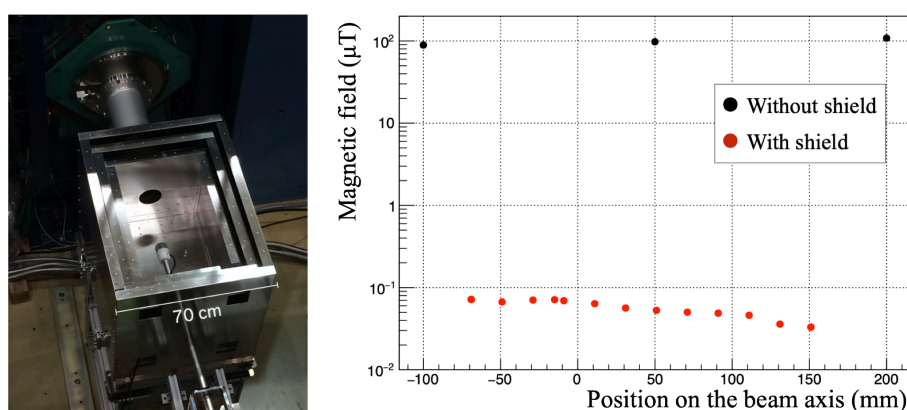 70 cm
Magnetic field (μT)
10²
10
1
10⁻¹
10⁻²
Without shield
With shield
−100 −50 0 50 100 150 200
Position on the beam axis (mm)